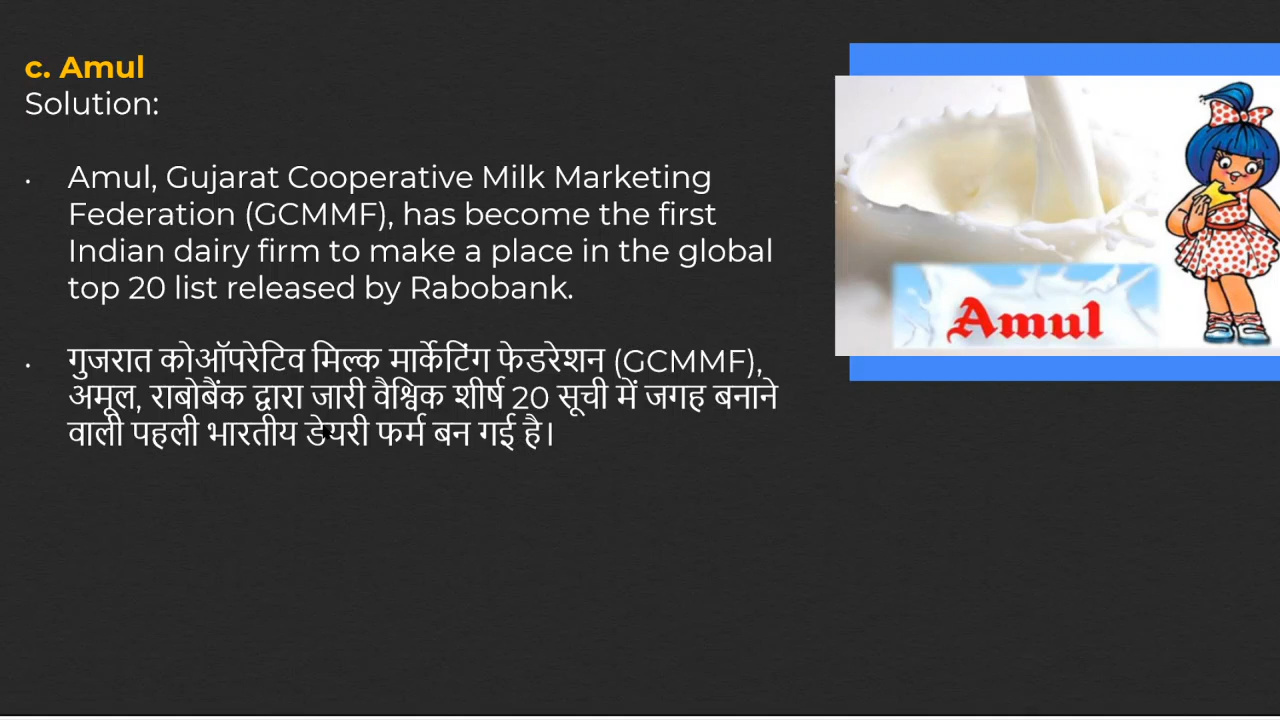 c. Amul
Solution:
• Amul, Gujarat Cooperative Milk Marketing
Federation (GCMMF), has become the first
Indian dairy firm to make a place in the global
top 20 list released by Rabobank.
• गुजरात कोऑपरेटिव मिल्क मार्केटिंग फेडरेशन (GCMMF),
अमूल, राबोबैंक द्वारा जारी वैश्विक शीर्ष 20 सूची में जगह बनाने
वाली पहली भारतीय डेयरी फर्म बन गई है।
Amul